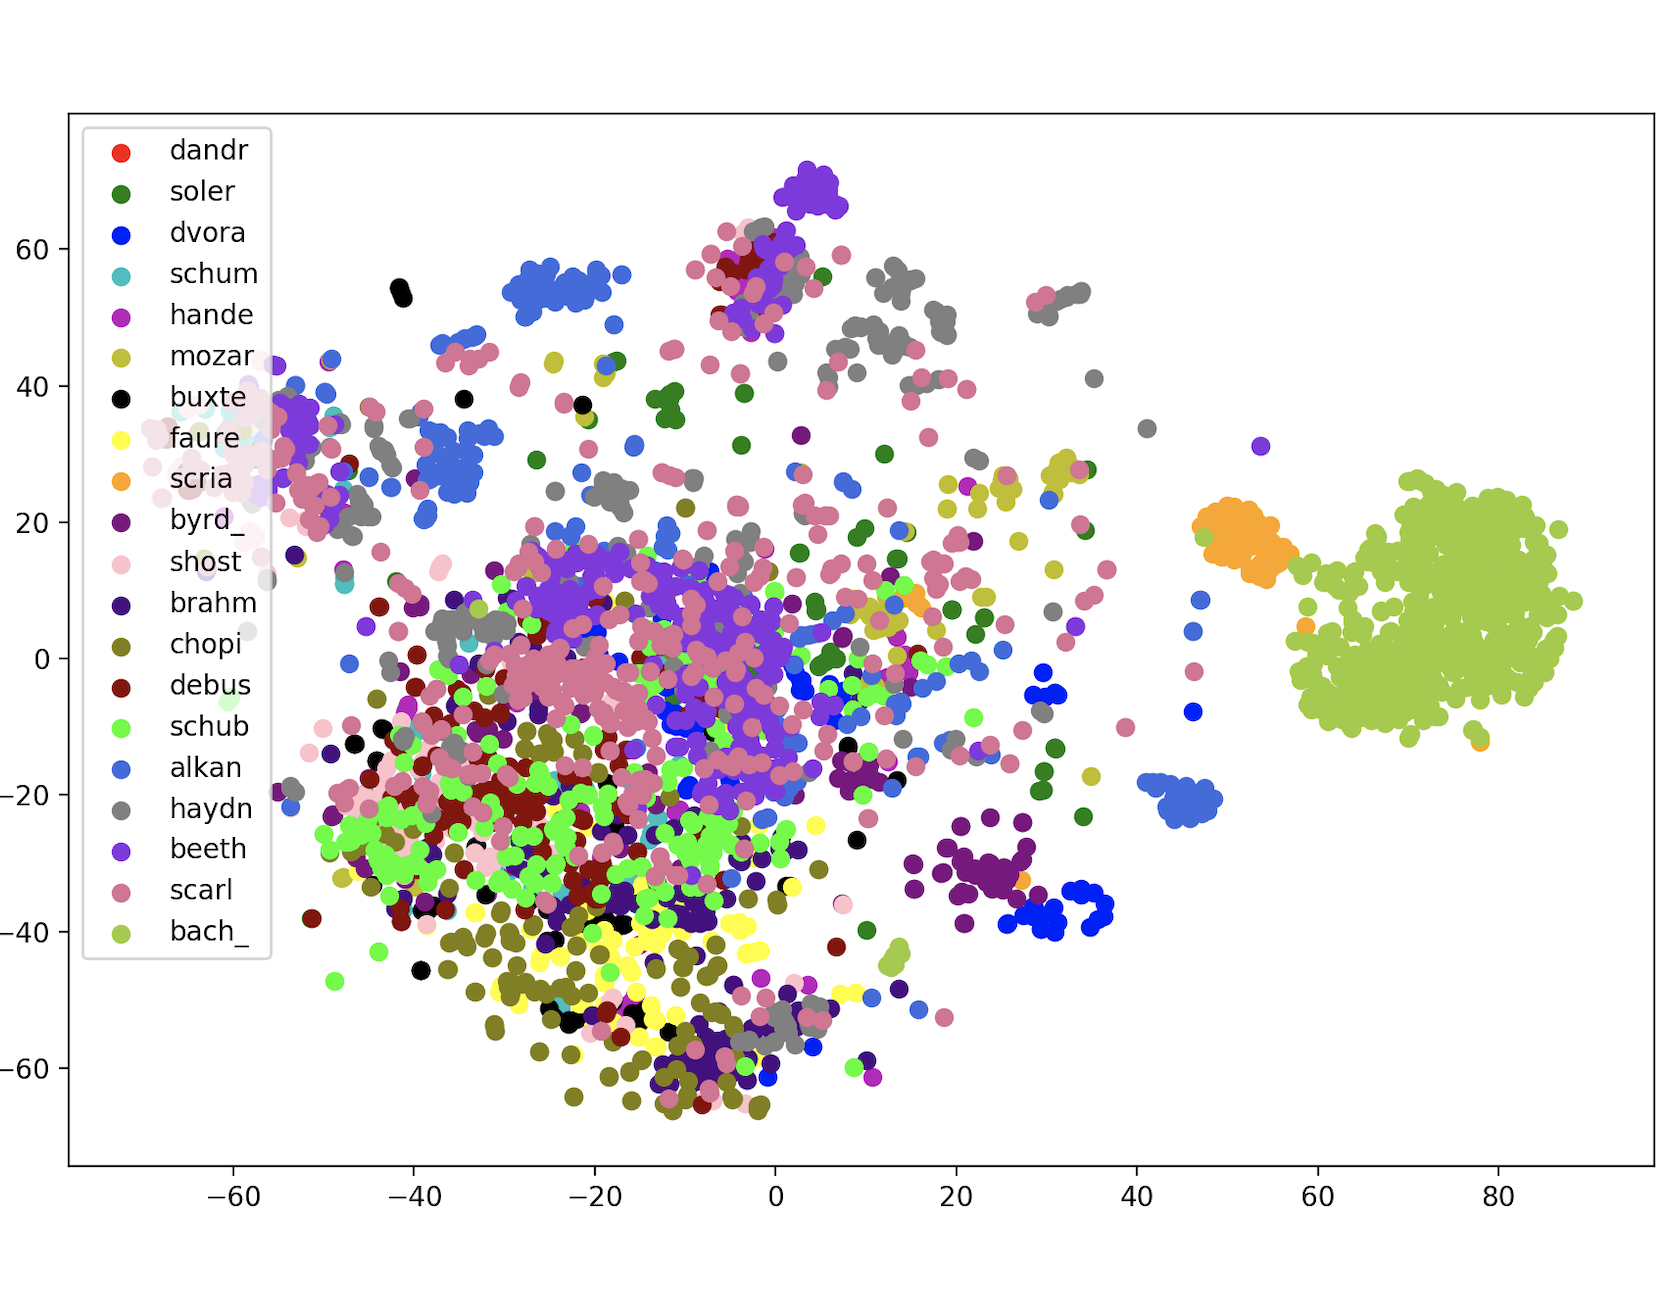 dandr
soler
dvora
schum
hande
mozar
buxte
faure
scria
byrd_
shost
brahm
chopi
debus
schub
alkan
haydn
beeth
scarl
bach_
60
40
20
0
−20
−40
−60
−60 −40 −20 0 20 40 60 80